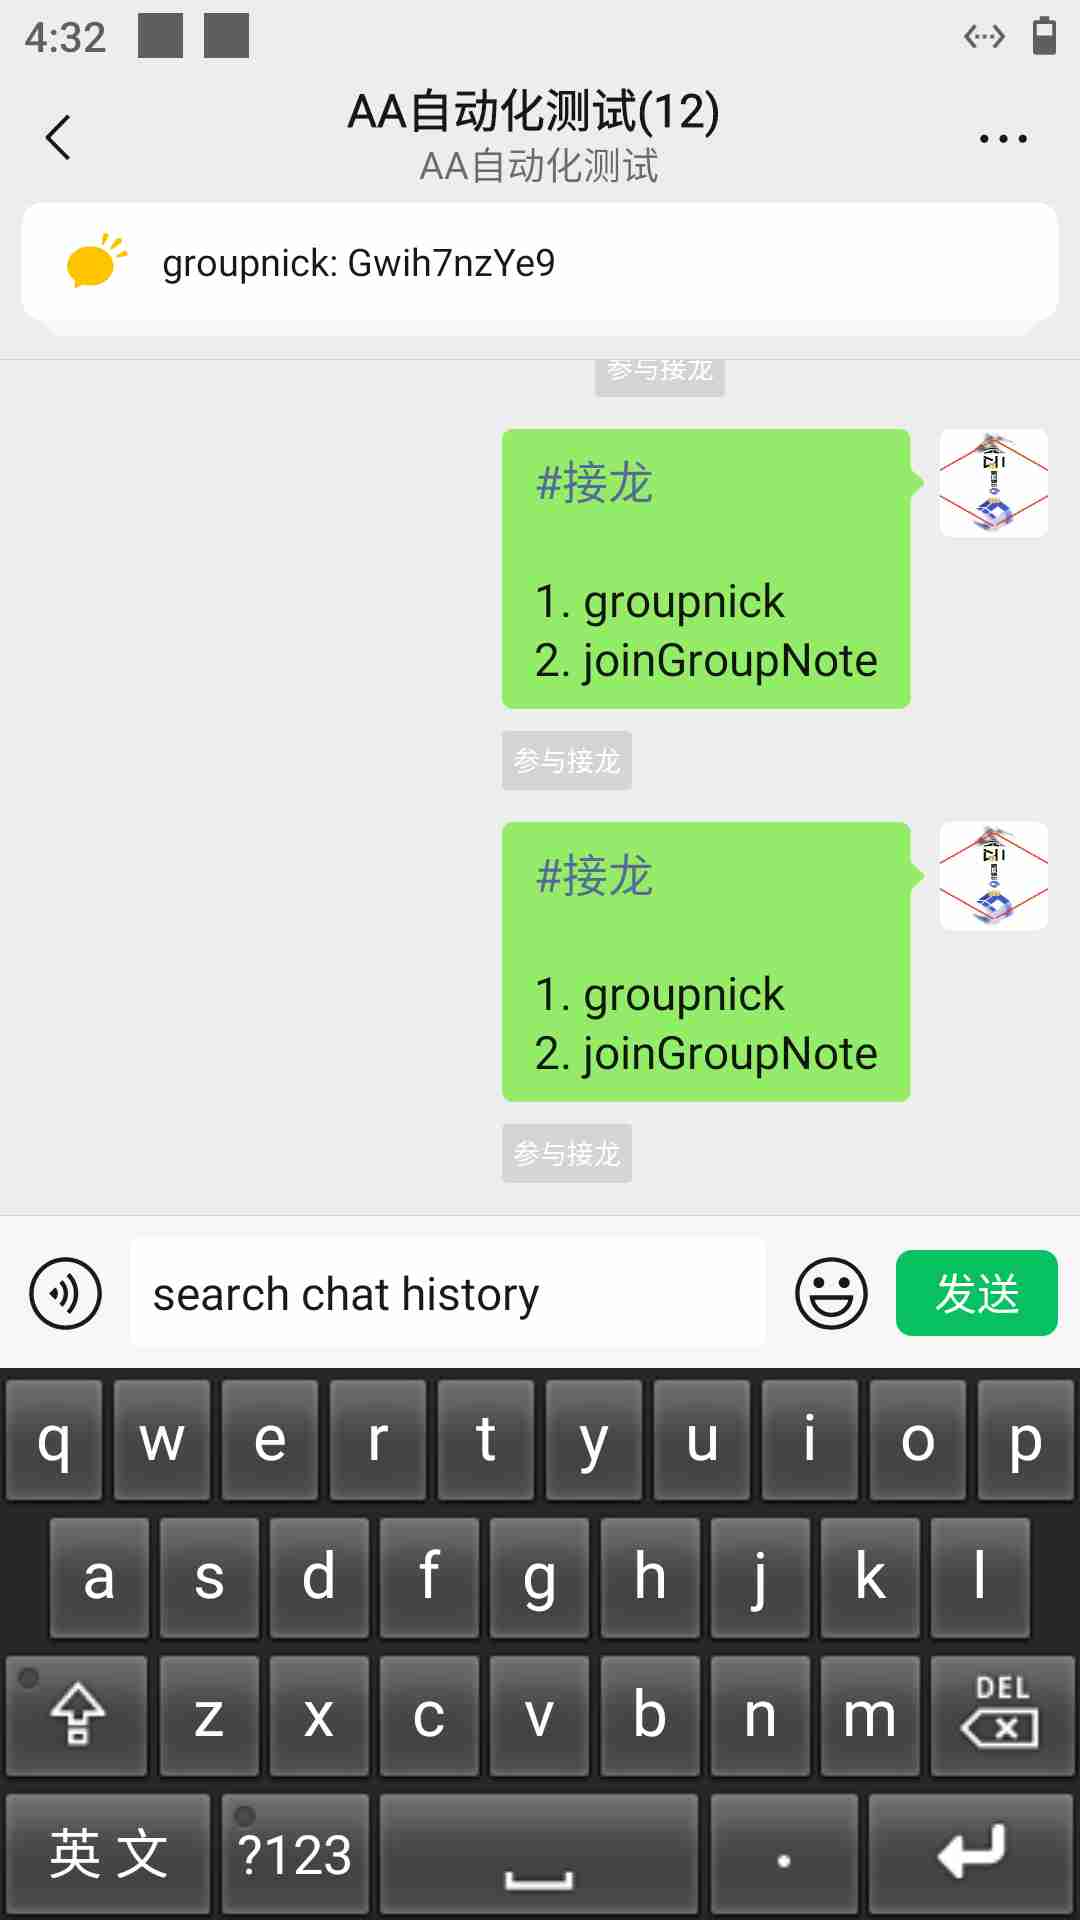 4:32
AA自动化测试(12)
AA自动化测试
groupnick: Gwih7nzYe9
参与接龙
#接龙
1. groupnick
2. joinGroupNote
参与接龙
#接龙
1. groupnick
2. joinGroupNote
参与接龙
search chat history
发送
q w e r t y u i o p
a s d f g h j k l
z x c v b n m DEL
英文 ?123 .